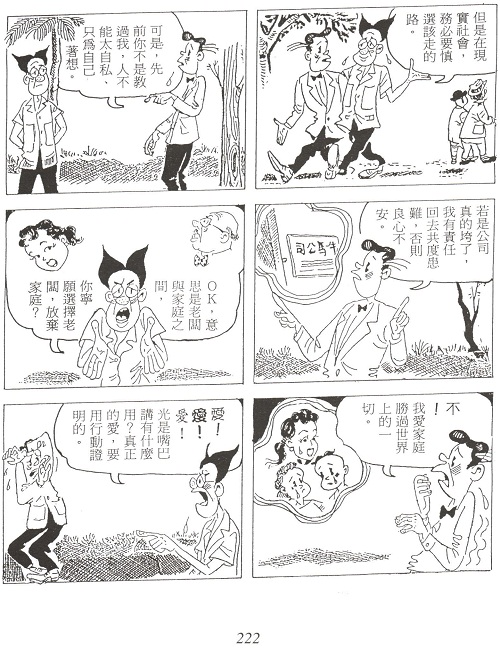 但是在現
實社會，
務必要慎
選該走的
路。
可是，先
前你不是教
過我，人不
能太自私，
只為自己
著想。
若是公司
真的垮了，
我有責任
回去共度患
難，否則
良心不
安。
牛馬公司
OK，意
思是老闆
與家庭之
間，
你寧
願選擇老
闆，放棄
家庭？
不！
我愛家庭
勝過世界
上的一
切。
愛！
愛！
愛！
光是嘴巴
講有什麼
用？真正
的愛，要
用行動證
明的。
222